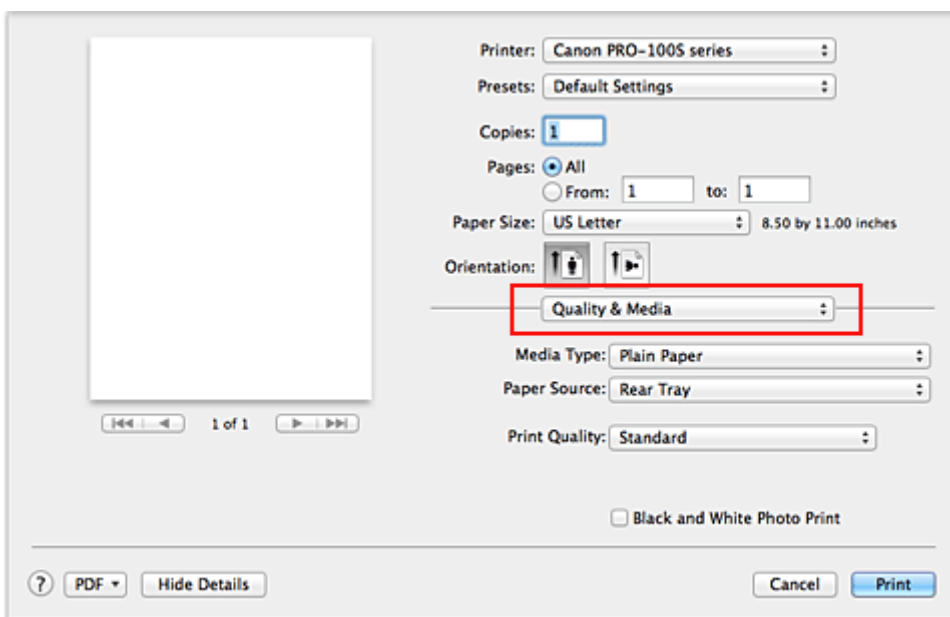 Printer: Canon PRO-100S series
Presets: Default Settings
Copies: 1
Pages: All
From: 1 to: 1
Paper Size: US Letter 8.50 by 11.00 inches
Orientation:
Quality & Media
Media Type: Plain Paper
Paper Source: Rear Tray
1 of 1
Print Quality: Standard
Black and White Photo Print
? PDF Hide Details Cancel Print